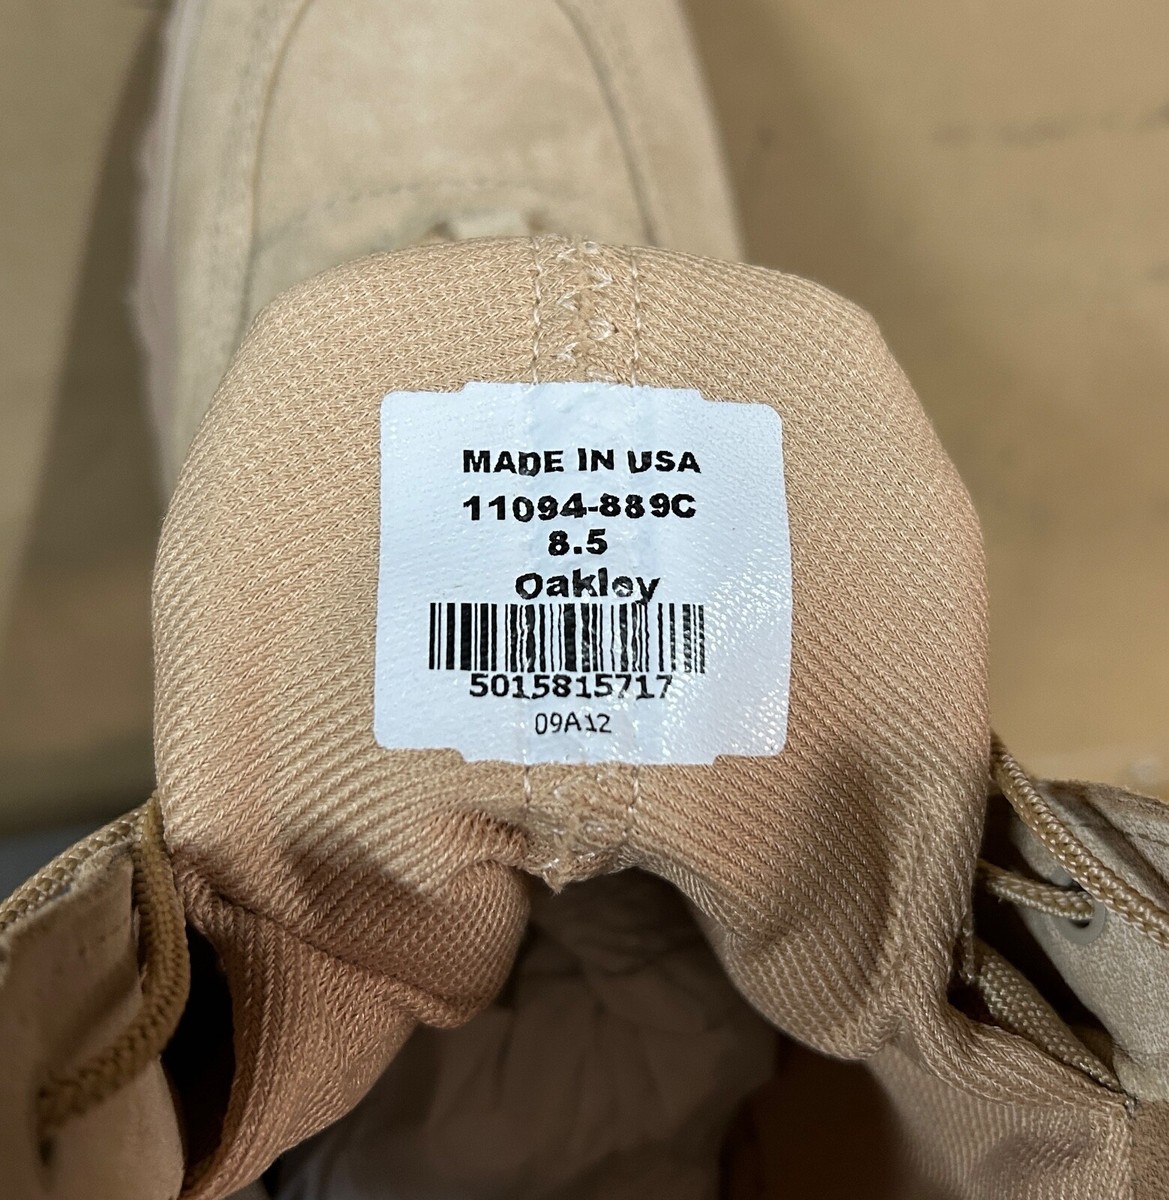 MADE IN USA
11094-889C
8.5
Oakley
5015815717
09A12